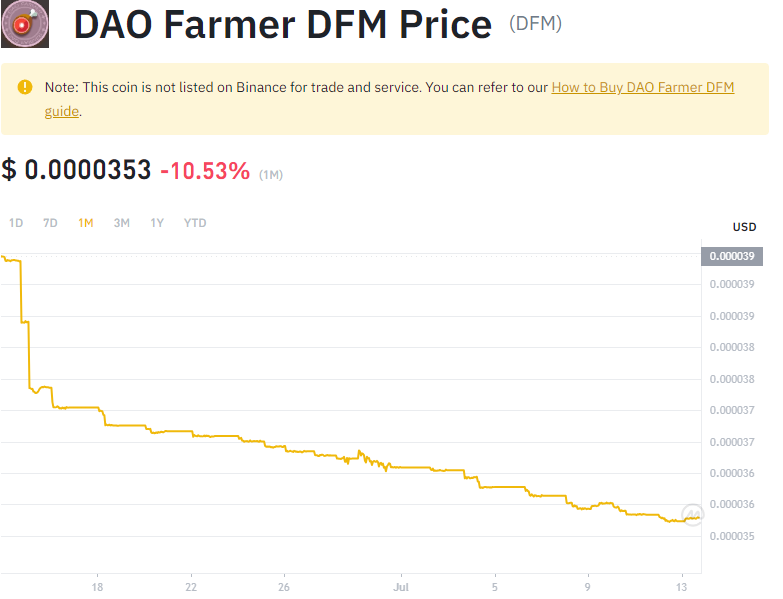 DAO Farmer DFM Price (DFM)
Note: This coin is not listed on Binance for trade and service. You can refer to our How to Buy DAO Farmer DFM
guide.
$ 0.0000353 -10.53% (1M)
1D 7D 1M 3M 1Y YTD
USD
0.000039
0.000039
0.000039
0.000038
0.000038
0.000037
0.000037
0.000036
0.000036
0.000035
18 22 26 Jul 5 9 13